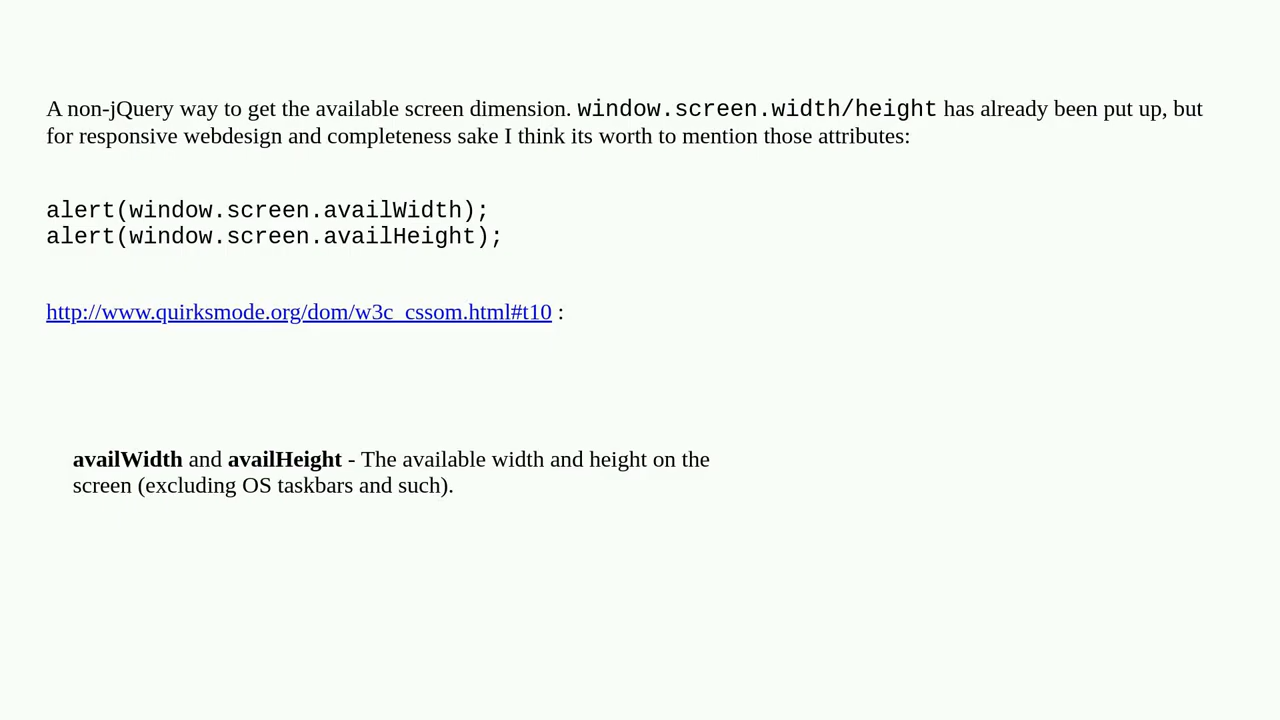 A non-jQuery way to get the available screen dimension. window.screen.width/height has already been put up, but
for responsive webdesign and completeness sake I think its worth to mention those attributes:
alert(window.screen.availWidth);
alert(window.screen.availHeight);
http://www.quirksmode.org/dom/w3c_cssom.html#t10 :
availWidth and availHeight - The available width and height on the
screen (excluding OS taskbars and such).